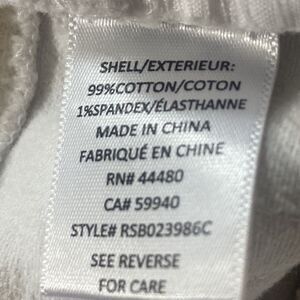 SHELL/EXTERIEUR:
99%COTTON/COTON
1%SPANDEX/ÉLASTHANNE
MADE IN CHINA
FABRIQUÉ EN CHINE
RN# 44480
CA# 59940
STYLE# RSB023986C
SEE REVERSE
FOR CARE